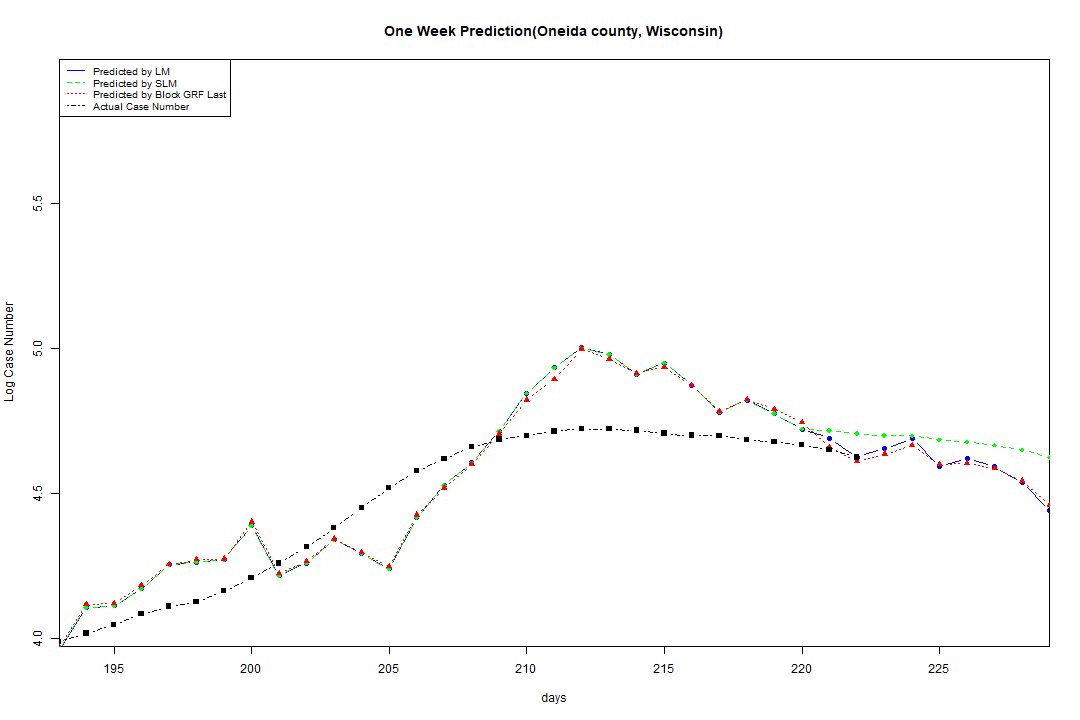 One Week Prediction(Oneida county, Wisconsin)
Predicted by LM
Predicted by SLM
Predicted by Block GRF Last
Actual Case Number
Log Case Number
5.5
5.0
4.5
4.0
195 200 205 210 215 220 225
days